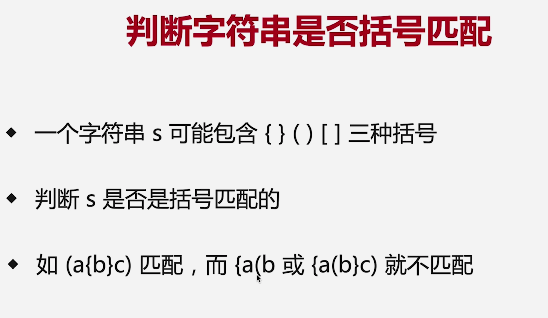 判断字符串是否括号匹配
◆ 一个字符串 s 可能包含 { } ( ) [ ] 三种括号
◆ 判断 s 是否是括号匹配的
◆ 如 (a{b}c) 匹配，而 {a(b 或 {a(b}c) 就不匹配